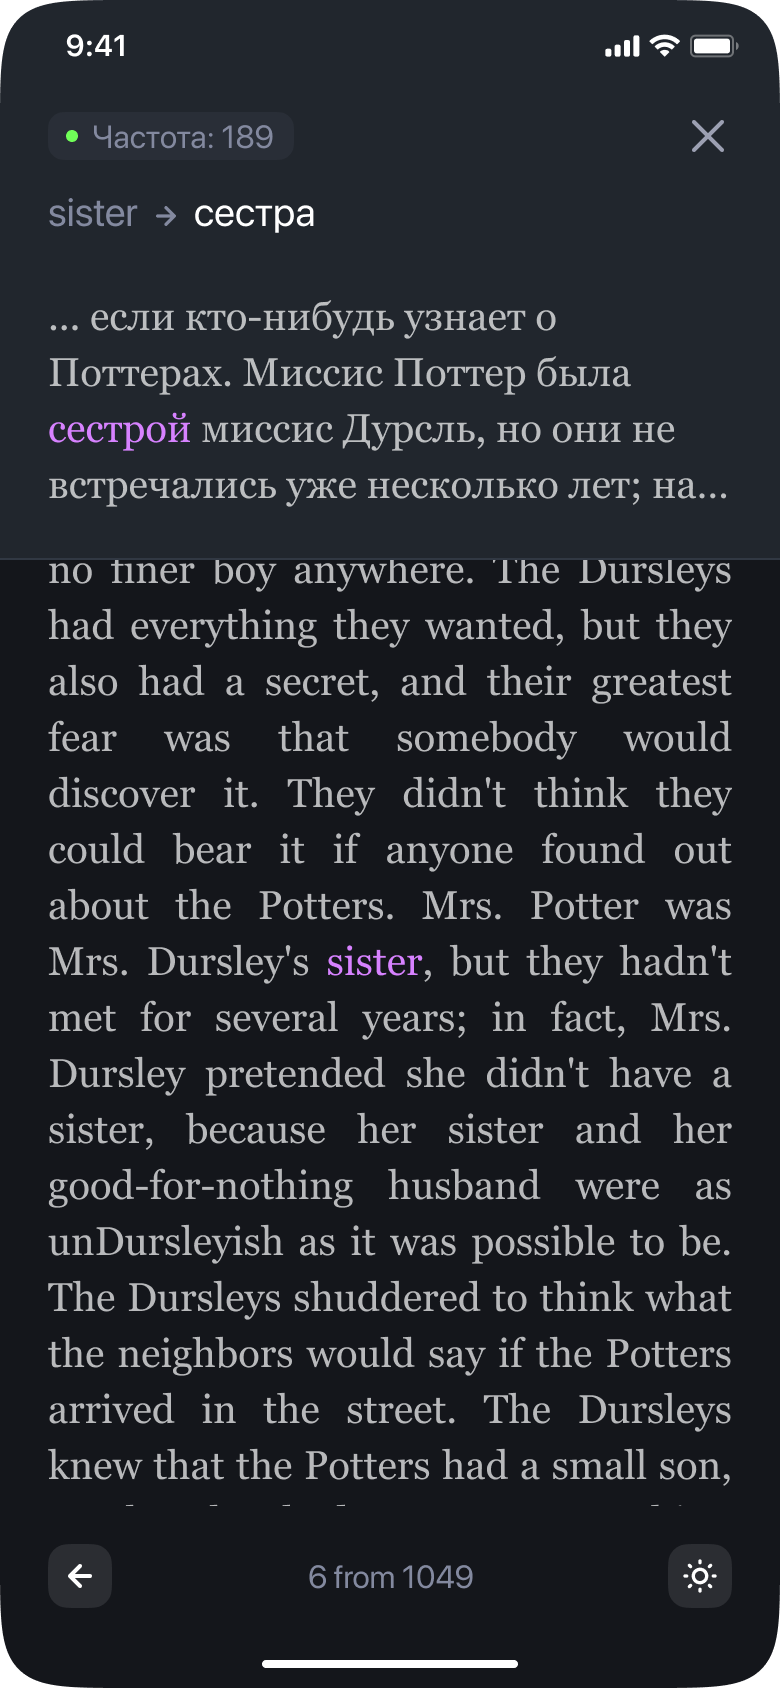 9:41
Частота: 189
sister → сестра
... если кто-нибудь узнает о
Поттерах. Миссис Поттер была
сестрой миссис Дурсль, но они не
встречались уже несколько лет; на...
no finer boy anywhere. The Dursleys
had everything they wanted, but they
also had a secret, and their greatest
fear was that somebody would
discover it. They didn't think they
could bear it if anyone found out
about the Potters. Mrs. Potter was
Mrs. Dursley's sister, but they hadn't
met for several years; in fact, Mrs.
Dursley pretended she didn't have a
sister, because her sister and her
good-for-nothing husband were as
unDursleyish as it was possible to be.
The Dursleys shuddered to think what
the neighbors would say if the Potters
arrived in the street. The Dursleys
knew that the Potters had a small son,
6 from 1049